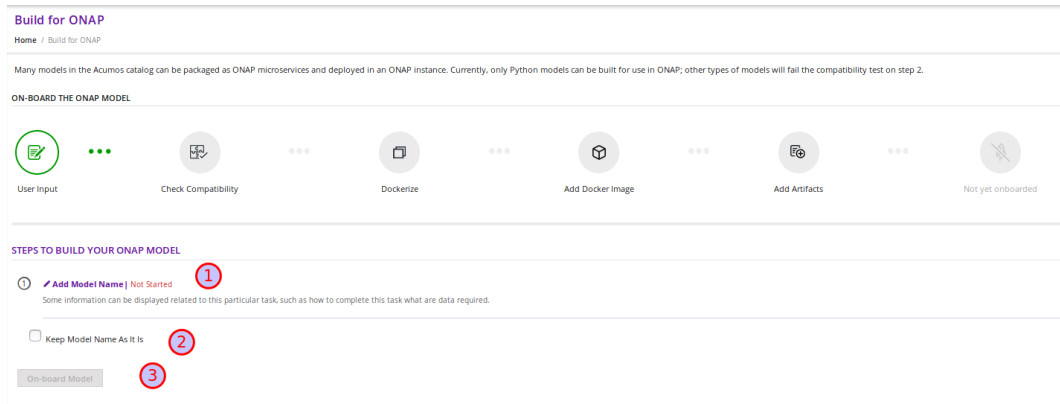 Build for ONAP
Home / Build for ONAP
Many models in the Acumos catalog can be packaged as ONAP microservices and deployed in an ONAP instance. Currently, only Python models can be built for use in ONAP; other types of models will fail the compatibility test on step 2.
ON-BOARD THE ONAP MODEL
User Input Check Compatibility Dockerize Add Docker Image Add Artifacts Not yet onboarded
STEPS TO BUILD YOUR ONAP MODEL
1 Add Model Name| Not Started 1
Some information can be displayed related to this particular task, such as how to complete this task what are data required.
Keep Model Name As It Is 2
On-board Model 3